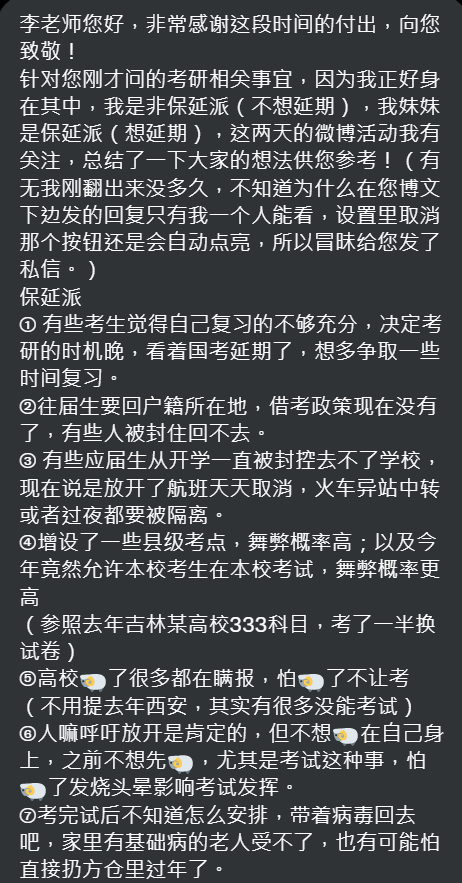 李老师您好，非常感谢这段时间的付出，向您
致敬！
针对您刚才问的考研相关事宜，因为我正好身
在其中，我是非保延派（不想延期），我妹妹
是保延派（想延期），这两天的微博活动我有
关注，总结了一下大家的想法供您参考！（有
无我刚翻出来没多久，不知道为什么在您博文
下边发的回复只有我一个人能看，设置里取消
那个按钮还是会自动点亮，所以冒昧给您发了
私信。）
保延派
① 有些考生觉得自己复习的不够充分，决定考
研的时机晚，看着国考延期了，想多争取一些
时间复习。
②往届生要回户籍所在地，借考政策现在没有
了，有些人被封住回不去。
③ 有些应届生从开学一直被封控去不了学校，
现在说是放开了航班天天取消，火车异站中转
或者过夜都要被隔离。
④增设了一些县级考点，舞弊概率高；以及今
年竟然允许本校考生在本校考试，舞弊概率更
高
（参照去年吉林某高校333科目，考了一半换
试卷）
⑤高校🐏了很多都在瞒报，怕🐏了不让考
（不用提去年西安，其实有很多没能考试）
⑥人嘛呼吁放开是肯定的，但不想🐏在自己身
上，之前不想先🐏，尤其是考试这种事，怕
🐏了发烧头晕影响考试发挥。
⑦考完试后不知道怎么安排，带着病毒回去
吧，家里有基础病的老人受不了，也有可能怕
直接扔方仓里过年了。